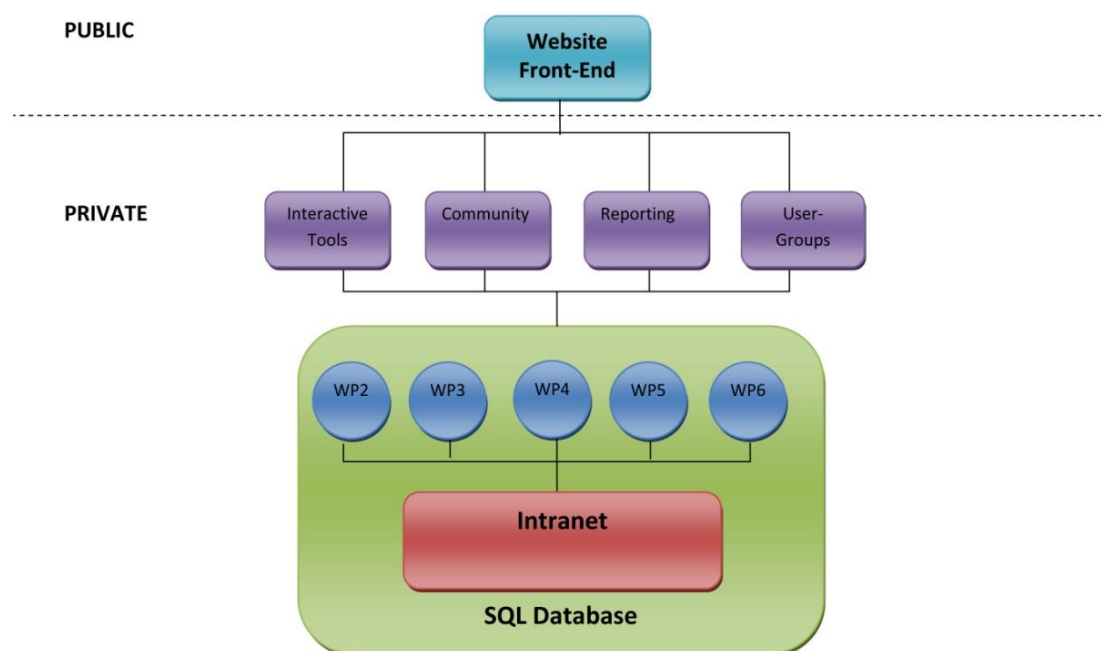 PUBLIC
Website
Front-End
PRIVATE
Interactive
Tools
Community
Reporting
User-
Groups
WP2
WP3
WP4
WP5
WP6
Intranet
SQL Database